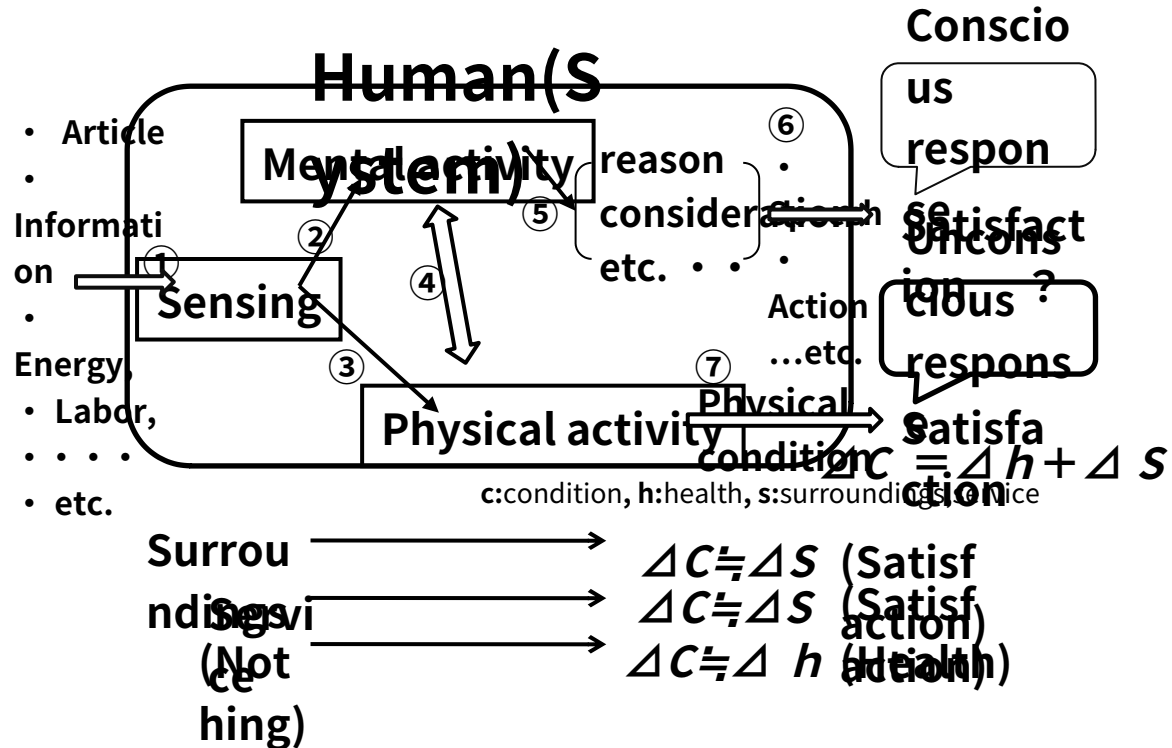 Human(S
ystem)
・ Article
・
Informati
on
・
Energy,
・ Labor,
・・・・
・ etc.
①
Sensing
②
③
④
Mental activity
⑤
reason
consideration
etc.・・
⑥
・
・
Action
…etc.
Physical activity
⑦
Physical
condition
Conscio
us
respon
se
Satisfact
ion ?
Uncons
cious
respons
e
Satisfa
ction
⊿C =⊿h+⊿S
c:condition, h:health, s:surroundings,service
Surrou
ndings
⊿C≒⊿S (Satisf
action)
Servi
ce
⊿C≒⊿S (Satisf
action)
(Not
hing)
⊿C≒⊿ h (Health)